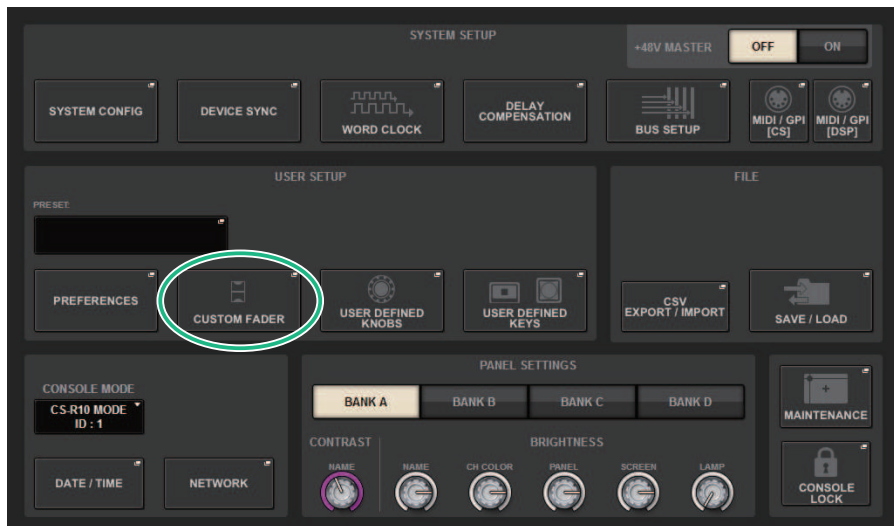 SYSTEM SETUP
+48V MASTER
OFF
ON
SYSTEM CONFIG
DEVICE SYNC
WORD CLOCK
DELAY
COMPENSATION
BUS SETUP
MIDI / GPI
[CS]
MIDI / GPI
[DSP]
USER SETUP
PRESET:
PREFERENCES
CUSTOM FADER
USER DEFINED
KNOBS
USER DEFINED
KEYS
FILE
CSV
EXPORT / IMPORT
SAVE / LOAD
CONSOLE MODE
CS-R10 MODE
ID : 1
DATE / TIME
NETWORK
PANEL SETTINGS
BANK A
BANK B
BANK C
BANK D
CONTRAST
BRIGHTNESS
NAME
NAME
CH COLOR
PANEL
SCREEN
LAMP
MAINTENANCE
CONSOLE
LOCK